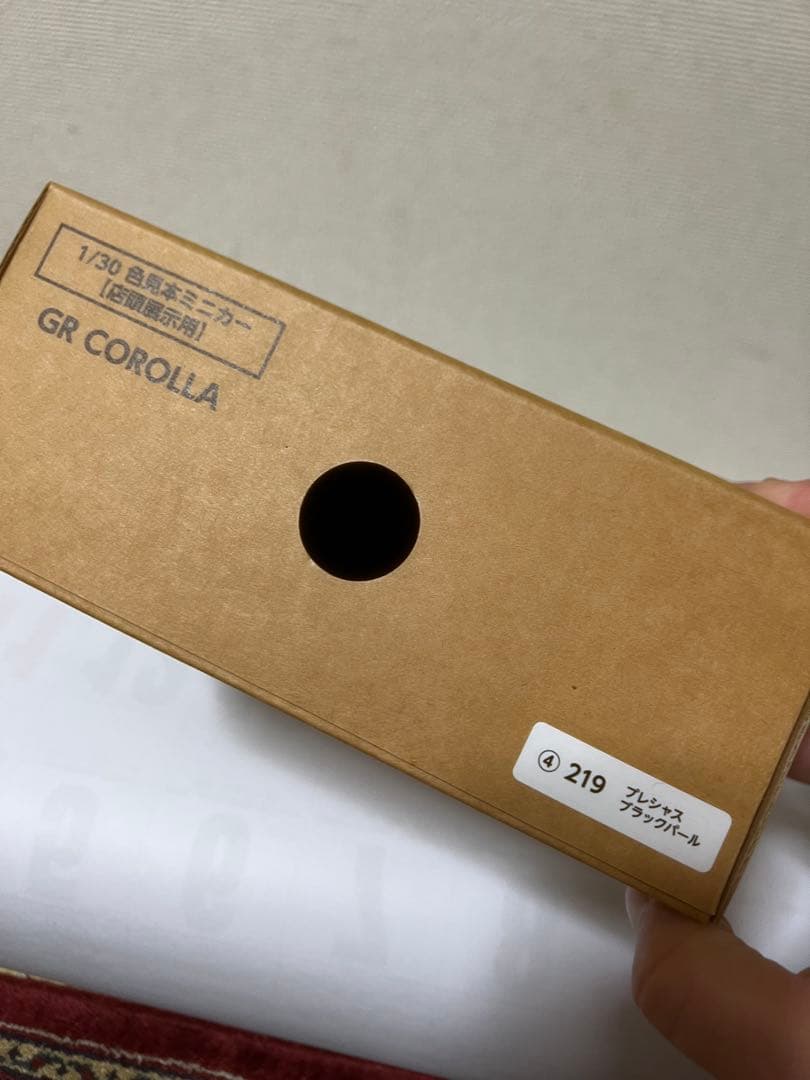 1/30 色見本ミニカー
【店頭展示用】
GR COROLLA
④ 219 プレシャス
ブラックパール